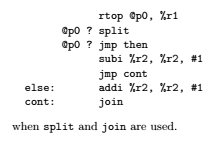 rtop @p0, %r1
@p0 ? split
@p0 ? jmp then
subi %r2, %r2, #1
jmp cont
else: addi %r2, %r2, #1
cont: join
when split and join are used.